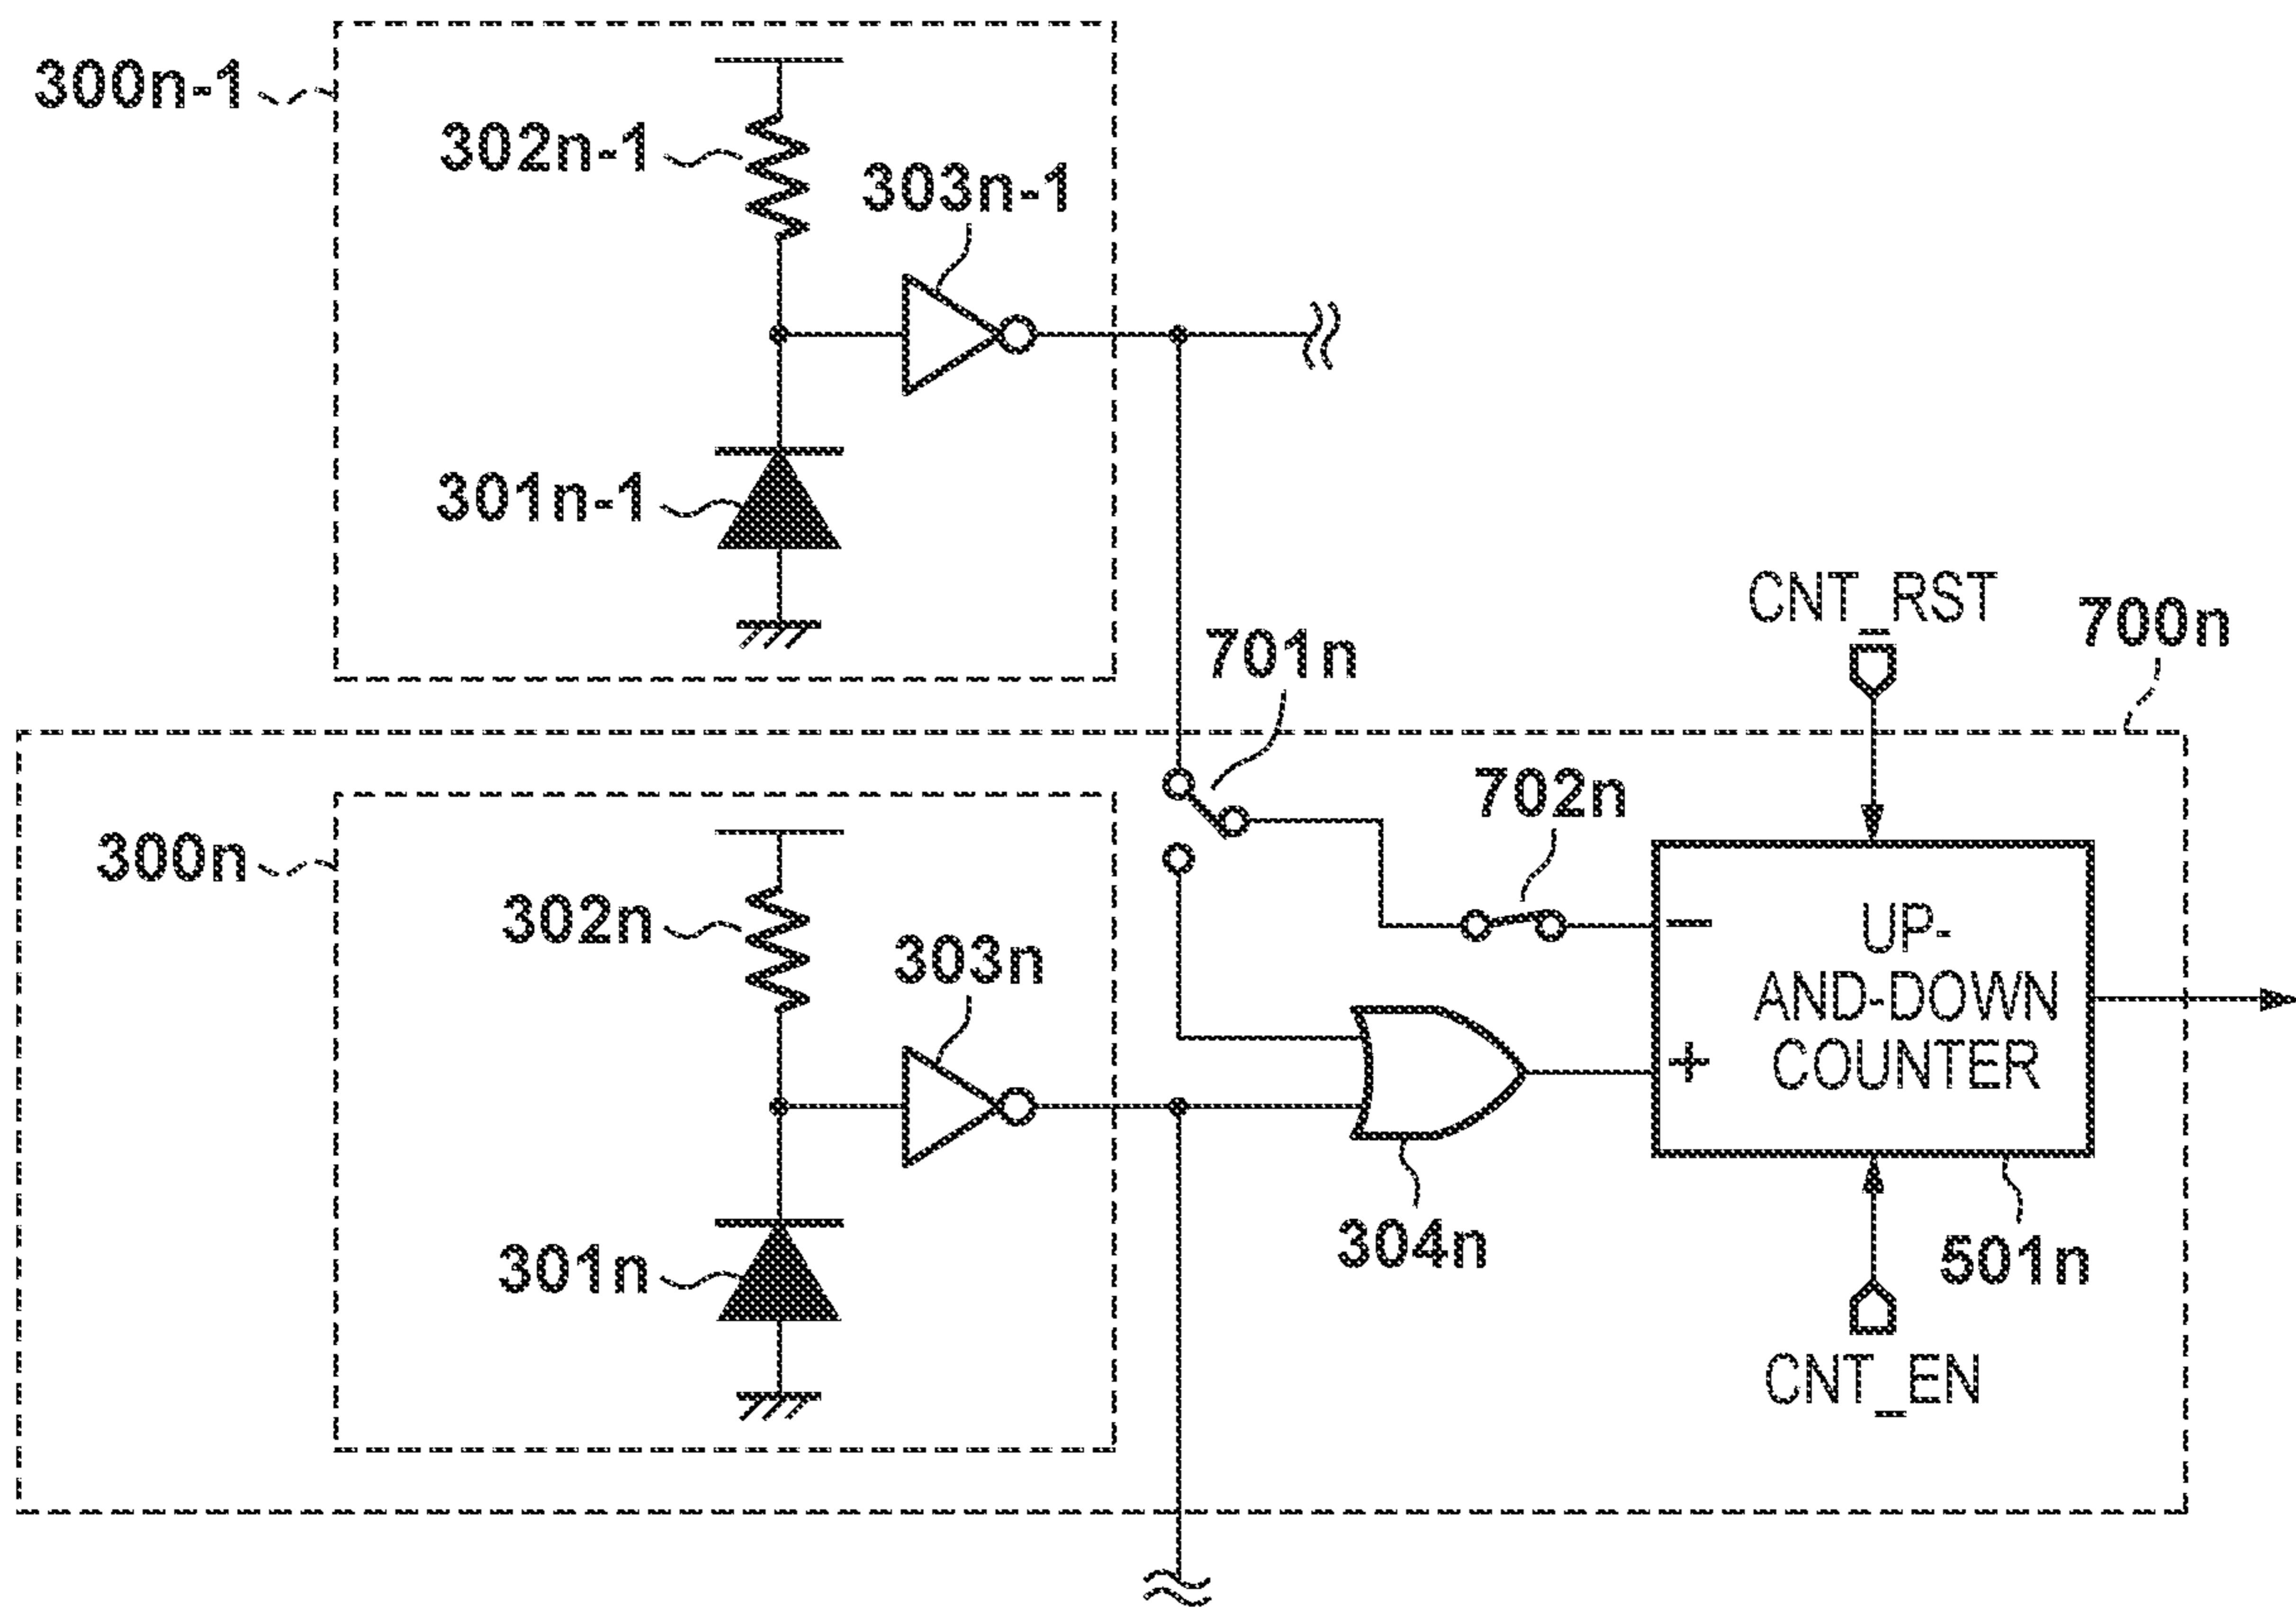 300n-1
302n-1
303n-1
301n-1
CNT_RST
700n
701n
702n
300n
302n
303n
UP-
AND-DOWN
COUNTER
−
+
301n
304n
501n
CNT_EN